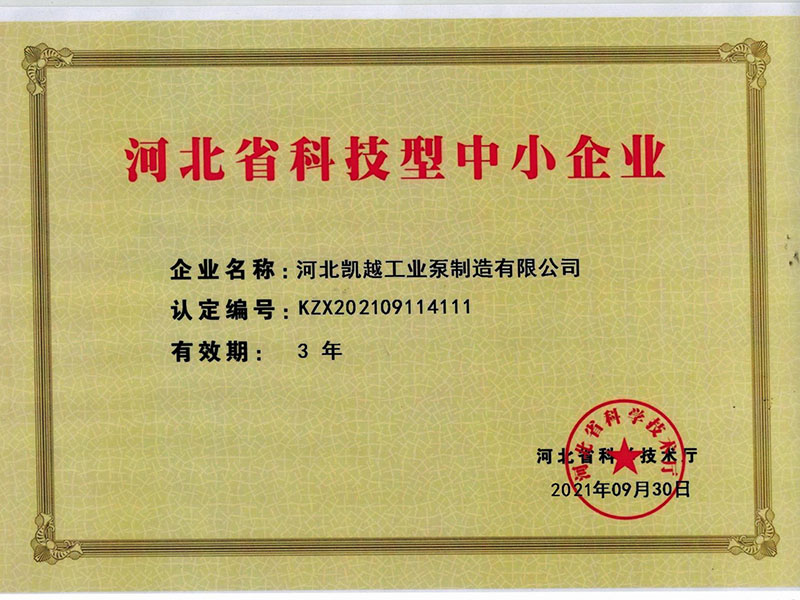 河北省科技型中小企业
企业名称：河北凯越工业泵制造有限公司
认定编号：KZX202109114111
有效期： 3 年
河北省科学技术厅
河北省科学技术厅
2021年09月30日